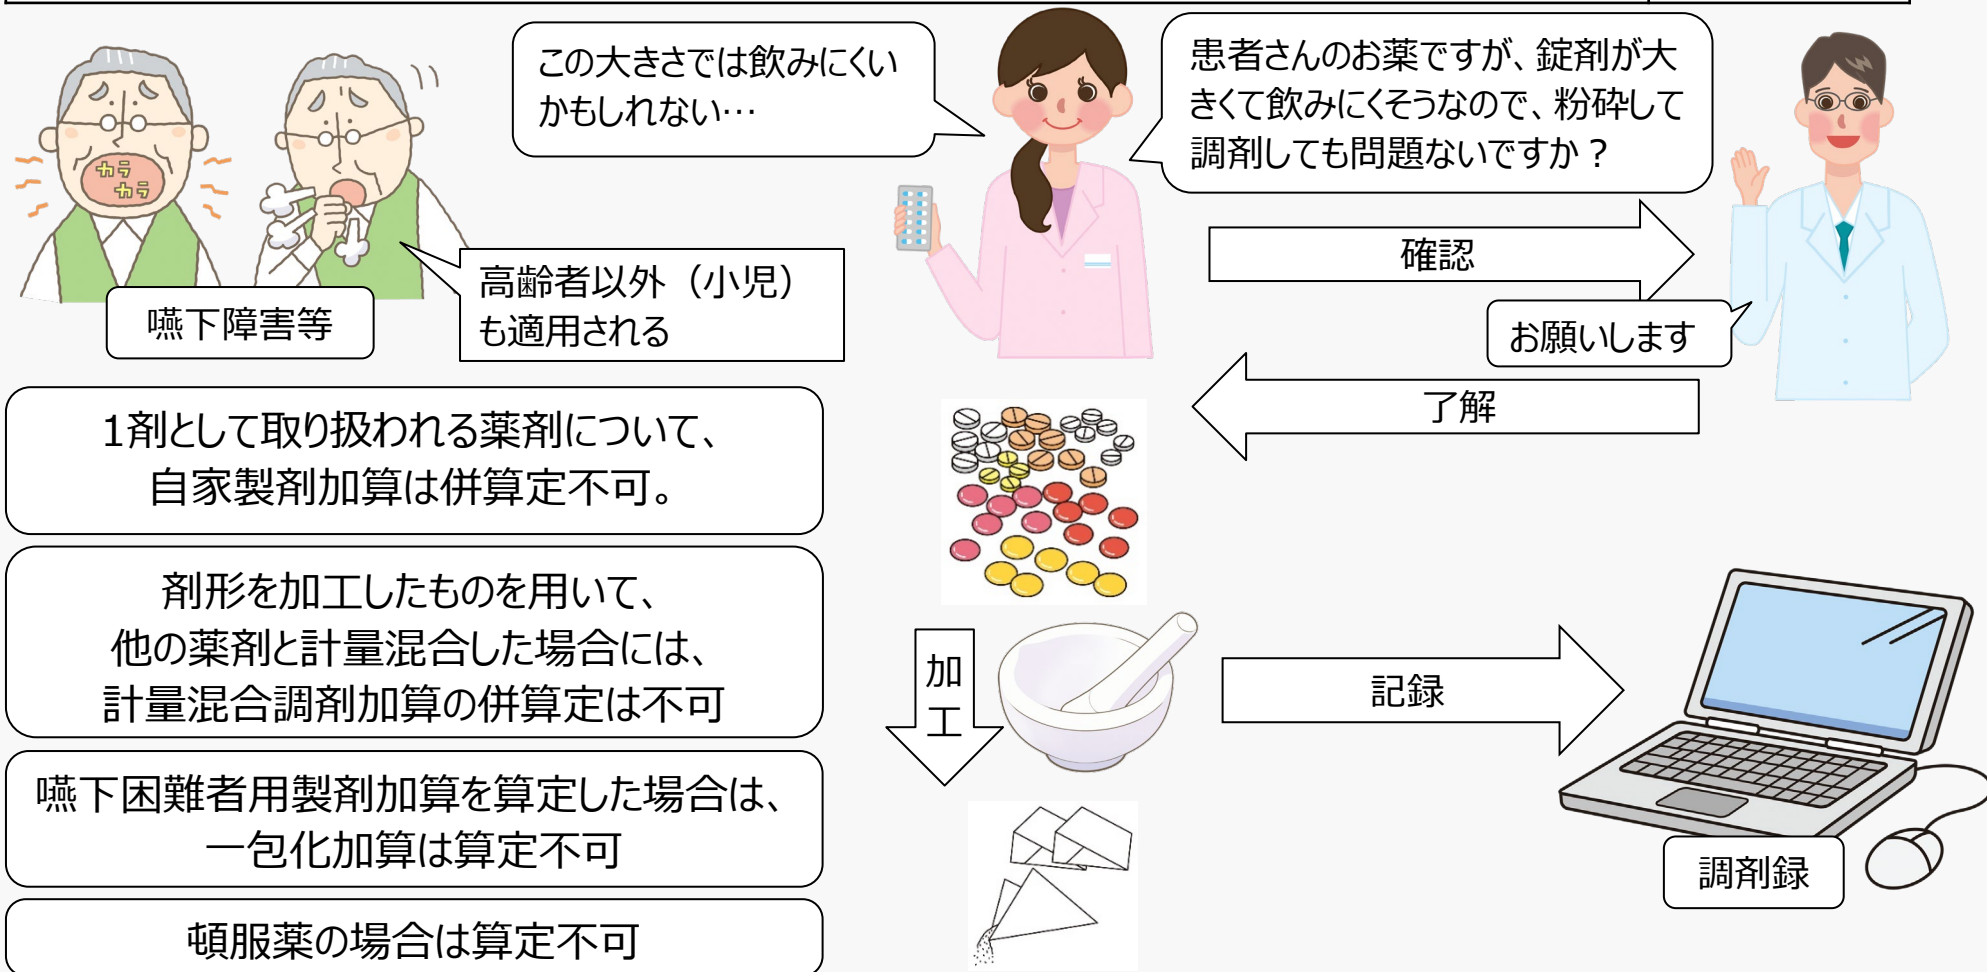 この大きさでは飲みにくい
かもしれない…
患者さんのお薬ですが、錠剤が大
きくて飲みにくそうなので、粉砕して
調剤しても問題ないですか？
カラ
カラ
嚥下障害等
高齢者以外（小児）
も適用される
確認
お願いします
了解
1剤として取り扱われる薬剤について、
自家製剤加算は併算定不可。
剤形を加工したものを用いて、
他の薬剤と計量混合した場合には、
計量混合調剤加算の併算定は不可
嚥下困難者用製剤加算を算定した場合は、
一包化加算は算定不可
頓服薬の場合は算定不可
加
工
記録
調剤録